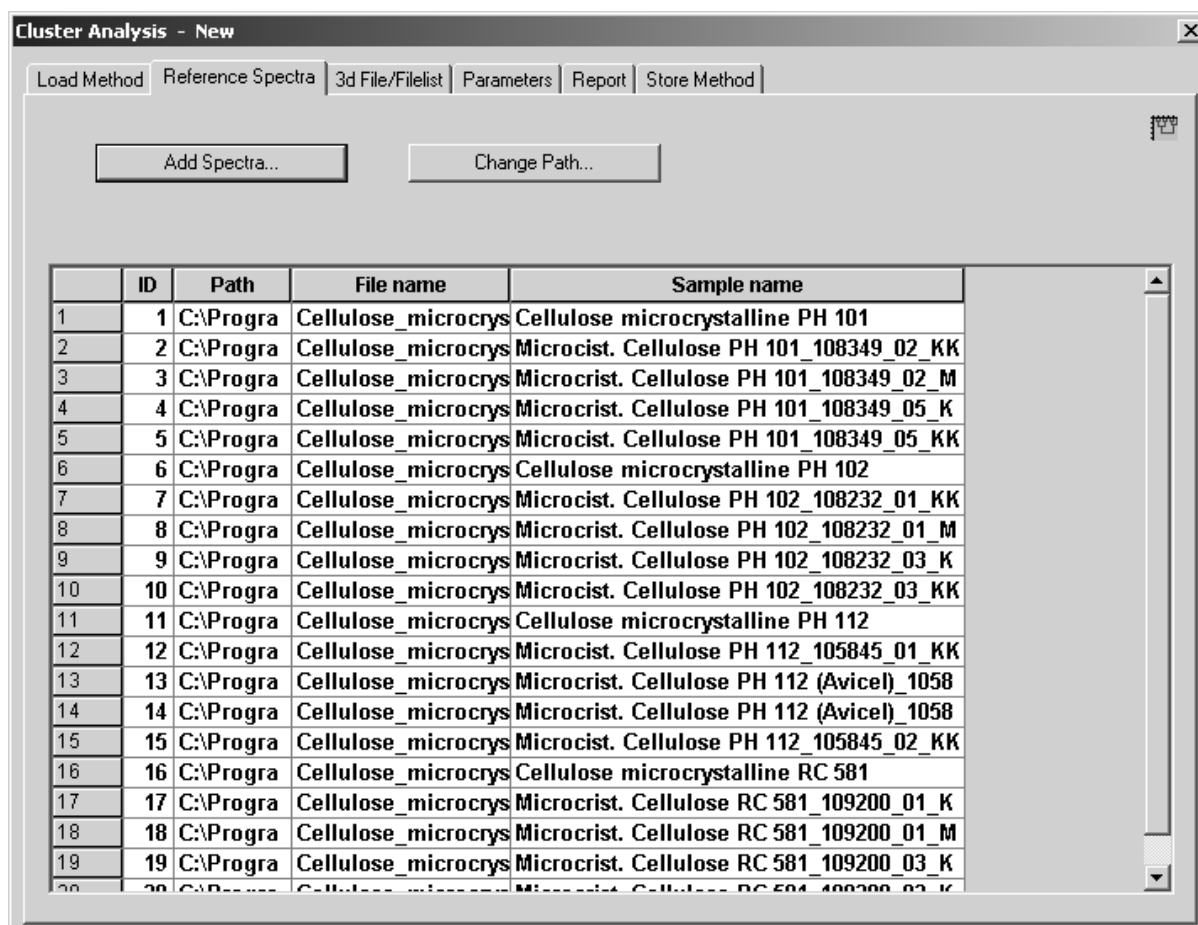 Cluster Analysis - New
Load Method Reference Spectra 3d File/Filelist Parameters Report Store Method
Add Spectra... Change Path...
ID Path File name Sample name
1 1 C:\Progra Cellulose_microcrys Cellulose microcrystalline PH 101
2 2 C:\Progra Cellulose_microcrys Microcist. Cellulose PH 101_108349_02_KK
3 3 C:\Progra Cellulose_microcrys Microcrist. Cellulose PH 101_108349_02_M
4 4 C:\Progra Cellulose_microcrys Microcrist. Cellulose PH 101_108349_05_K
5 5 C:\Progra Cellulose_microcrys Microcist. Cellulose PH 101_108349_05_KK
6 6 C:\Progra Cellulose_microcrys Cellulose microcrystalline PH 102
7 7 C:\Progra Cellulose_microcrys Microcist. Cellulose PH 102_108232_01_KK
8 8 C:\Progra Cellulose_microcrys Microcrist. Cellulose PH 102_108232_01_M
9 9 C:\Progra Cellulose_microcrys Microcrist. Cellulose PH 102_108232_03_K
10 10 C:\Progra Cellulose_microcrys Microcist. Cellulose PH 102_108232_03_KK
11 11 C:\Progra Cellulose_microcrys Cellulose microcrystalline PH 112
12 12 C:\Progra Cellulose_microcrys Microcist. Cellulose PH 112_105845_01_KK
13 13 C:\Progra Cellulose_microcrys Microcrist. Cellulose PH 112 (Avicel)_1058
14 14 C:\Progra Cellulose_microcrys Microcrist. Cellulose PH 112 (Avicel)_1058
15 15 C:\Progra Cellulose_microcrys Microcist. Cellulose PH 112_105845_02_KK
16 16 C:\Progra Cellulose_microcrys Cellulose microcrystalline RC 581
17 17 C:\Progra Cellulose_microcrys Microcrist. Cellulose RC 581_109200_01_K
18 18 C:\Progra Cellulose_microcrys Microcrist. Cellulose RC 581_109200_01_M
19 19 C:\Progra Cellulose_microcrys Microcrist. Cellulose RC 581_109200_03_K